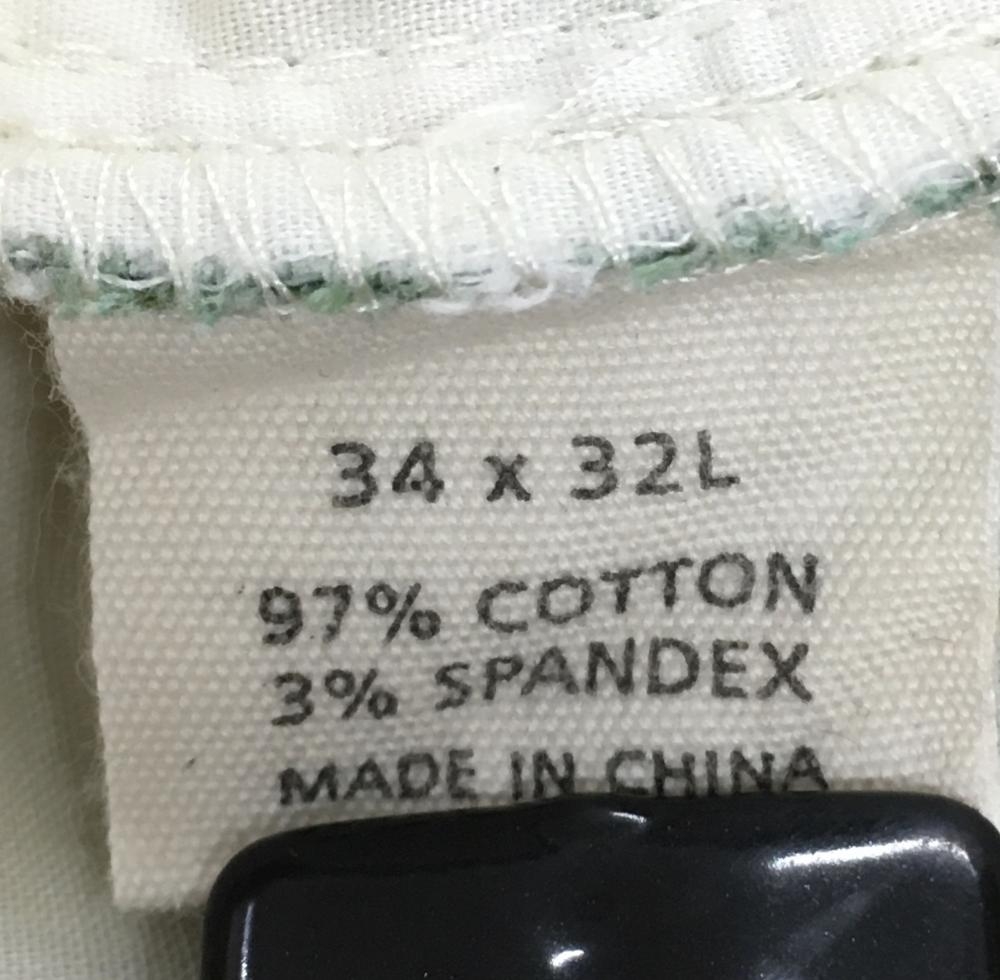 34 x 32L
97% COTTON
3% SPANDEX
MADE IN CHINA